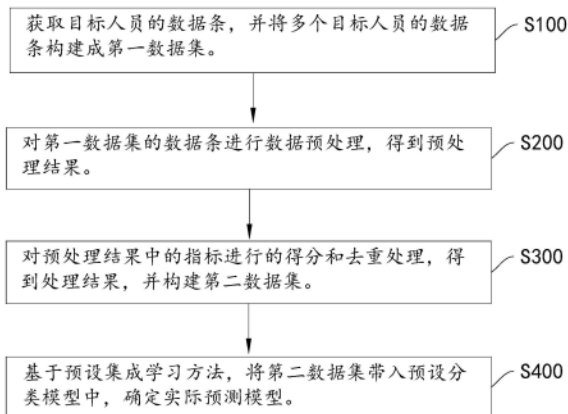 获取目标人员的数据条，并将多个目标人员的数据
条构建成第一数据集。
S100
对第一数据集的数据条进行数据预处理，得到预处
理结果。
S200
对预处理结果中的指标进行的得分和去重处理，得
到处理结果，并构建第二数据集。
S300
基于预设集成学习方法，将第二数据集带入预设分
类模型中，确定实际预测模型。
S400